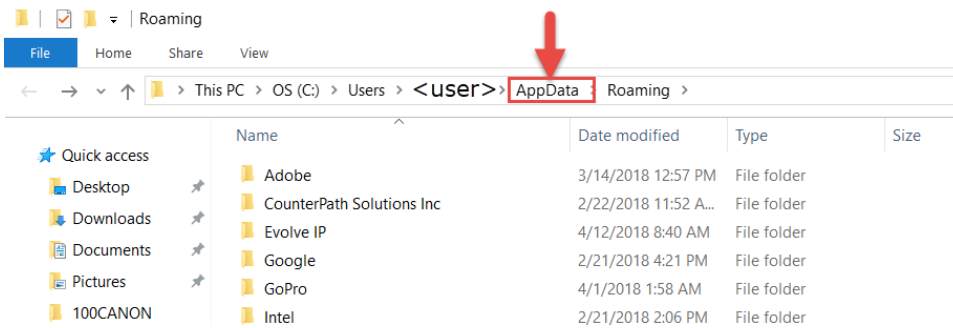 Roaming
File Home Share View
This PC > OS (C:) > Users > <user> > AppData > Roaming >
Name Date modified Type Size
Quick access
Desktop
Downloads
Documents
Pictures
100CANON
Adobe 3/14/2018 12:57 PM File folder
CounterPath Solutions Inc 2/22/2018 11:52 A... File folder
Evolve IP 4/12/2018 8:40 AM File folder
Google 2/21/2018 4:21 PM File folder
GoPro 4/1/2018 1:58 AM File folder
Intel 2/21/2018 2:06 PM File folder